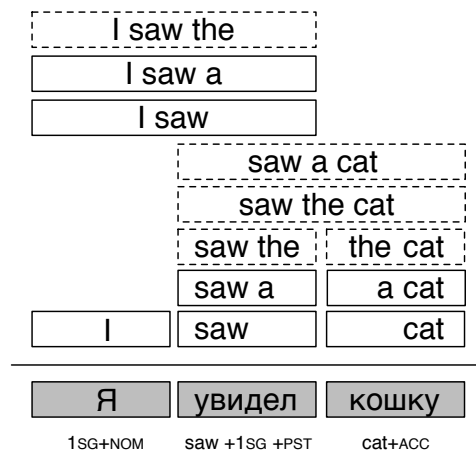 I saw the
I saw a
I saw
saw a cat
saw the cat
saw the the cat
saw a a cat
I saw cat
Я увидел кошку
1SG+NOM saw +1SG +PST cat+ACC